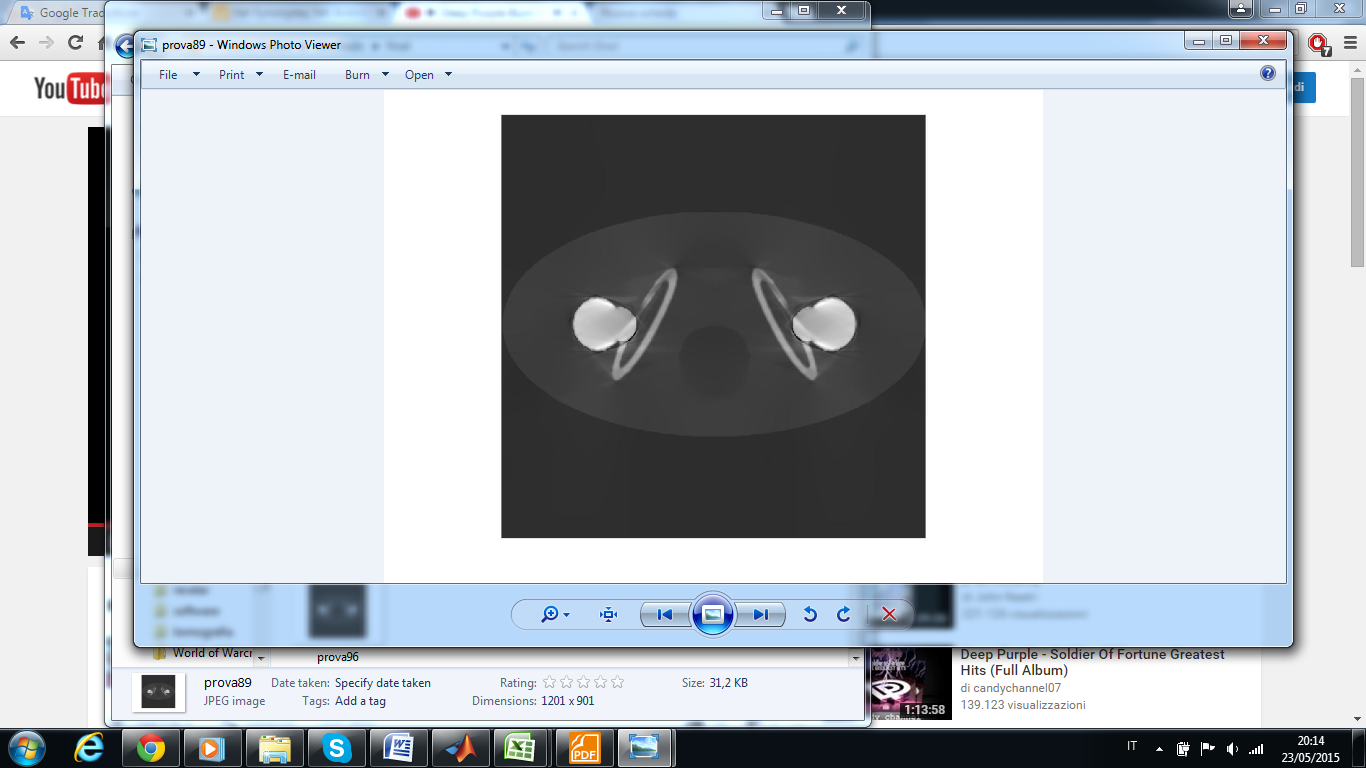 Google Trad
prova89 - Windows Photo Viewer
File Print E-mail Burn Open
YouTube
di
7
World of Warcr
prova96
prova89
JPEG image
Date taken: Specify date taken
Tags: Add a tag
Rating:
Dimensions: 1201 x 901
Size: 31,2 KB
Deep Purple - Soldier Of Fortune Greatest
Hits (Full Album)
di candychannel07
139.123 visualizzazioni
1:13:58
PDF
IT
20:14
23/05/2015